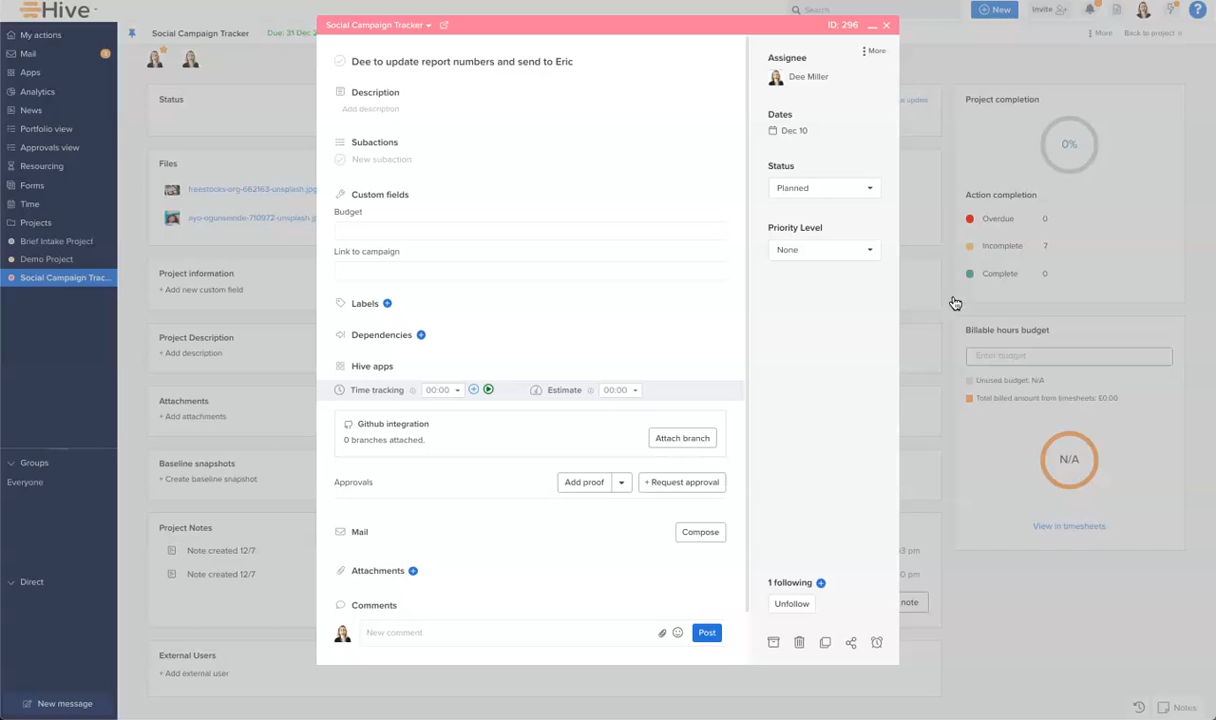 Hive
My actions
Mail
1
Apps
Analytics
News
Portfolio view
Approvals view
Resourcing
Forms
Time
Projects
Brief Intake Project
Demo Project
Social Campaign Trac...
Groups
Everyone
Direct
New message
Search
New
Invite
?
Social Campaign Tracker
Due: 31 Dec 2
More
Back to project
Status
Files
freestocks-org-662163-unsplash.jpg
ayo-ogunseinde-710972-unsplash.j
Project information
+ Add new custom field
Project Description
+ Add description
Attachments
+ Add attachments
Baseline snapshots
+ Create baseline snapshot
Project Notes
Note created 12/7
Note created 12/7
note
External Users
+ Add external user
Social Campaign Tracker
ID: 296
Dee to update report numbers and send to Eric
Description
Add description
Subactions
New subaction
Custom fields
Budget
Link to campaign
Labels
Dependencies
Hive apps
Time tracking
00:00
Estimate
00:00
Github integration
0 branches attached.
Attach branch
Approvals
Add proof
+ Request approval
Mail
Compose
Attachments
Comments
New comment
Post
More
Assignee
Dee Miller
Dates
Dec 10
Status
Planned
Priority Level
None
1 following
Unfollow
Project completion
0%
Action completion
Overdue 0
Incomplete 7
Complete 0
Billable hours budget
Enter budget
Unused budget: N/A
Total billed amount from timesheets: £0.00
N/A
View in timesheets
Notes